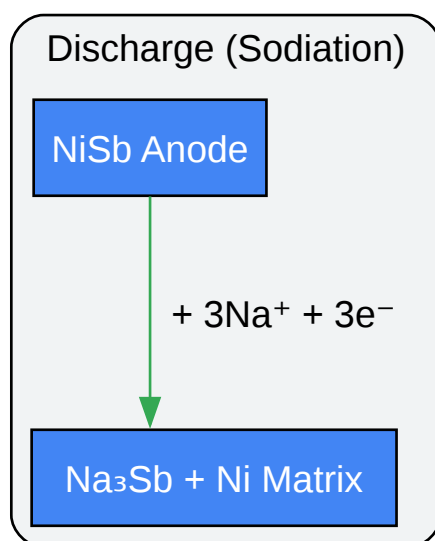 Discharge (Sodiation)
NiSb Anode
+ 3Na⁺ + 3e⁻
Na₃Sb + Ni Matrix